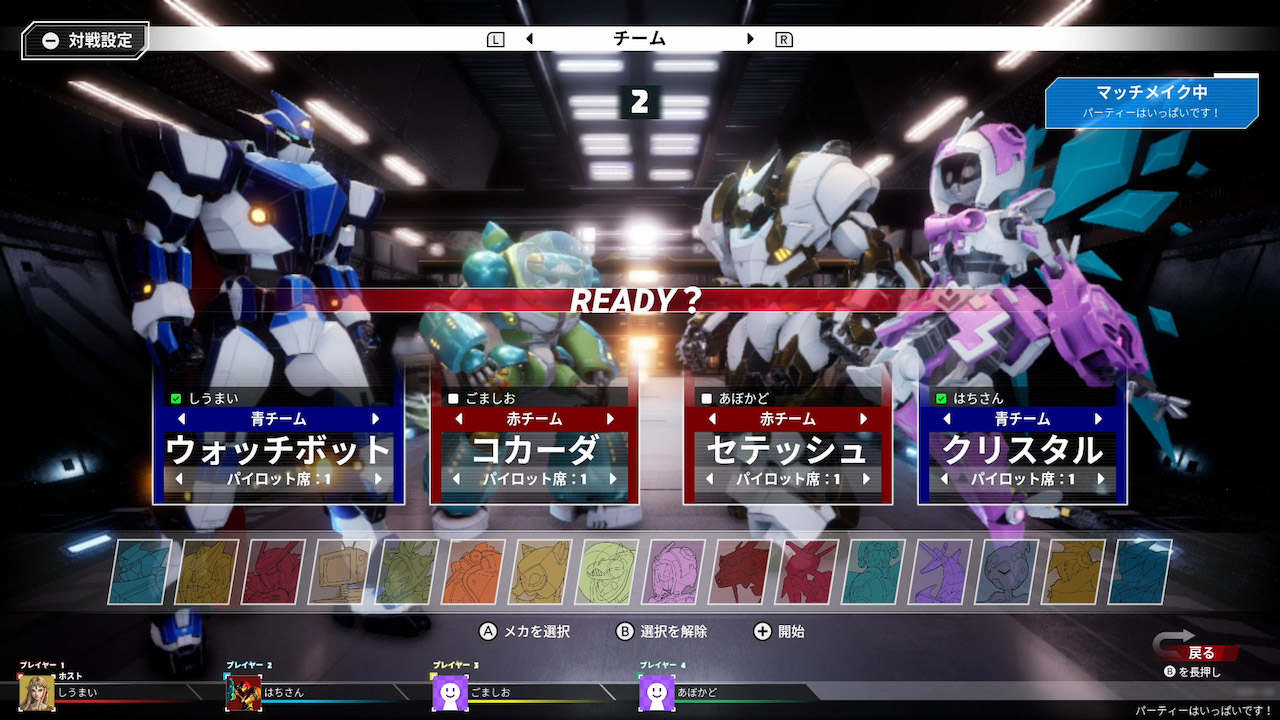 対戦設定
L チーム R
2
マッチメイク中
パーティーはいっぱいです！
READY？
しうまい
青チーム
ウォッチボット
パイロット席：1
ごましお
赤チーム
コカーダ
パイロット席：1
あぼかど
赤チーム
セテッシュ
パイロット席：1
はちさん
青チーム
クリスタル
パイロット席：1
A メカを選択 B 選択を解除 + 開始
戻る
B を長押し
プレイヤー 1
ホスト
しうまい
プレイヤー 2
はちさん
プレイヤー 3
ごましお
プレイヤー 4
あぼかど
パーティーはいっぱいです！